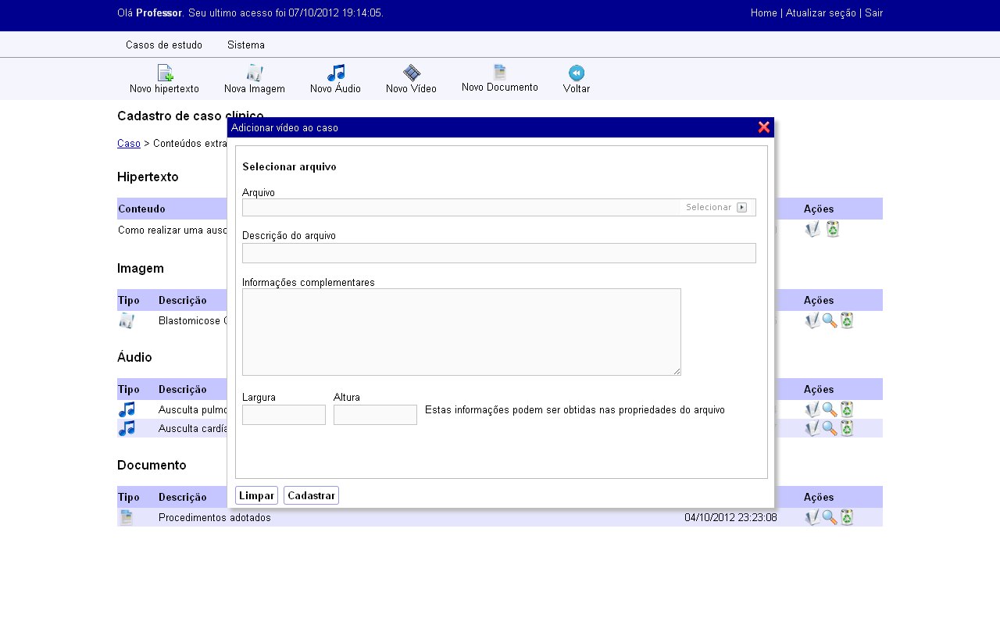 Olá Professor. Seu ultimo acesso foi 07/10/2012 19:14:05.
Home | Atualizar seção | Sair
Casos de estudo Sistema
Novo hipertexto Nova Imagem Novo Áudio Novo Vídeo Novo Documento Voltar
Cadastro de caso clínico
Caso > Conteúdos extra
Adicionar vídeo ao caso
Selecionar arquivo
Arquivo
Selecionar
Descrição do arquivo
Informações complementares
Largura Altura
Estas informações podem ser obtidas nas propriedades do arquivo
Limpar Cadastrar
Hipertexto
Conteudo Ações
Como realizar uma
Imagem
Tipo Descrição Ações
Blastomicose
Áudio
Tipo Descrição Ações
Ausculta
Ausculta
Documento
Tipo Descrição Ações
Procedimentos adotados 04/10/2012 23:23:08